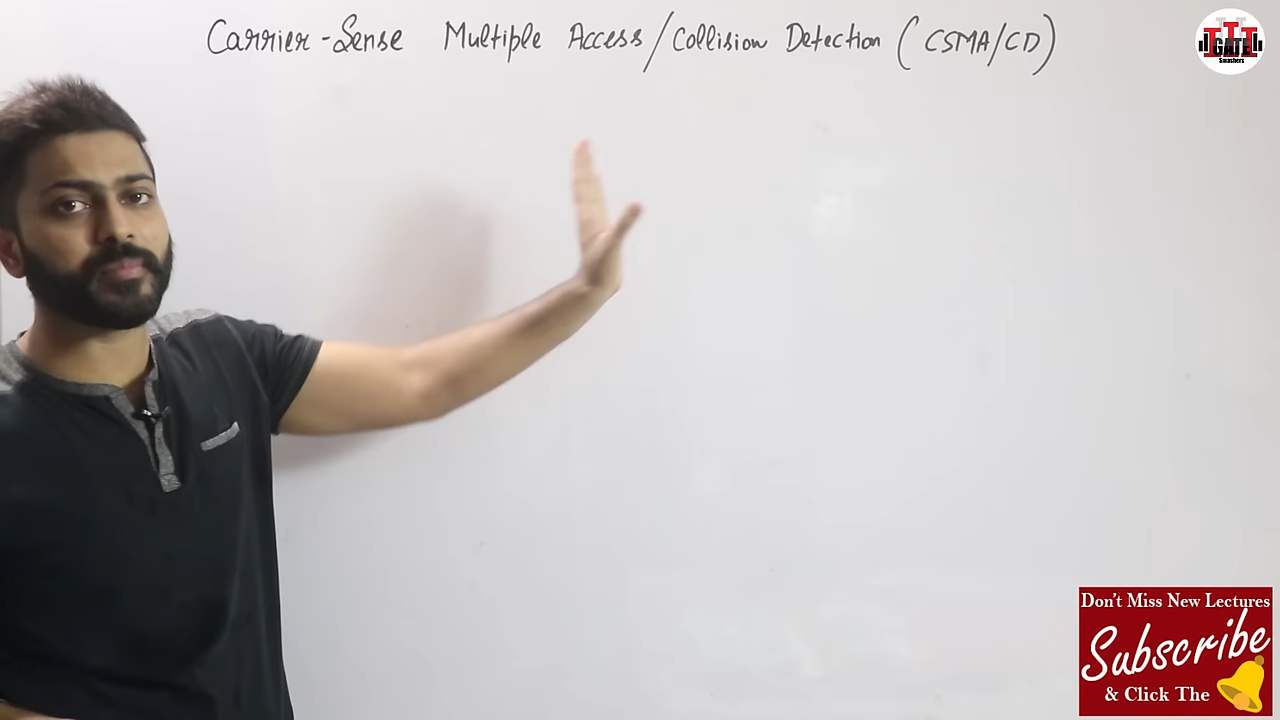 Carrier-Sense Multiple Access/Collision Detection (CSMA/CD)
GATE
Smashers
Don't Miss New Lectures
Subscribe
& Click The